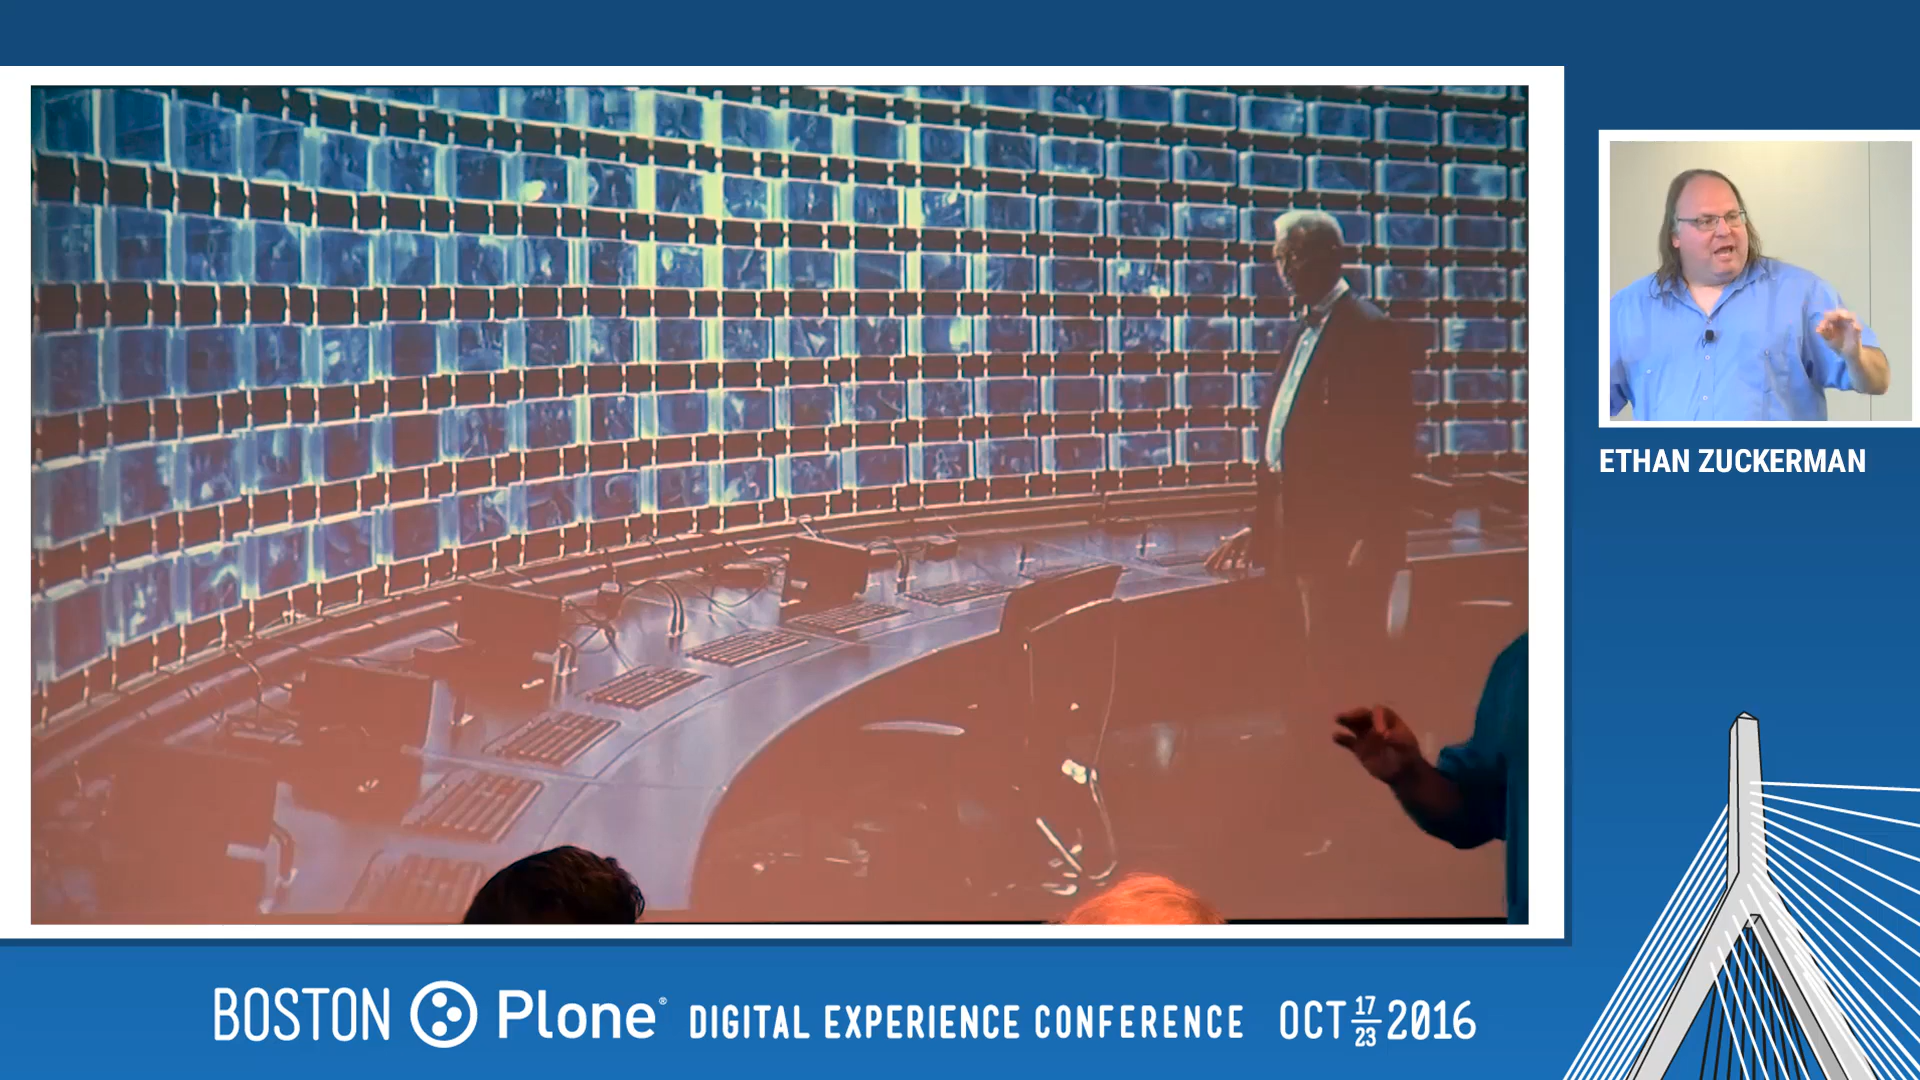 ETHAN ZUCKERMAN
BOSTON Plone® DIGITAL EXPERIENCE CONFERENCE OCT 17 23 2016